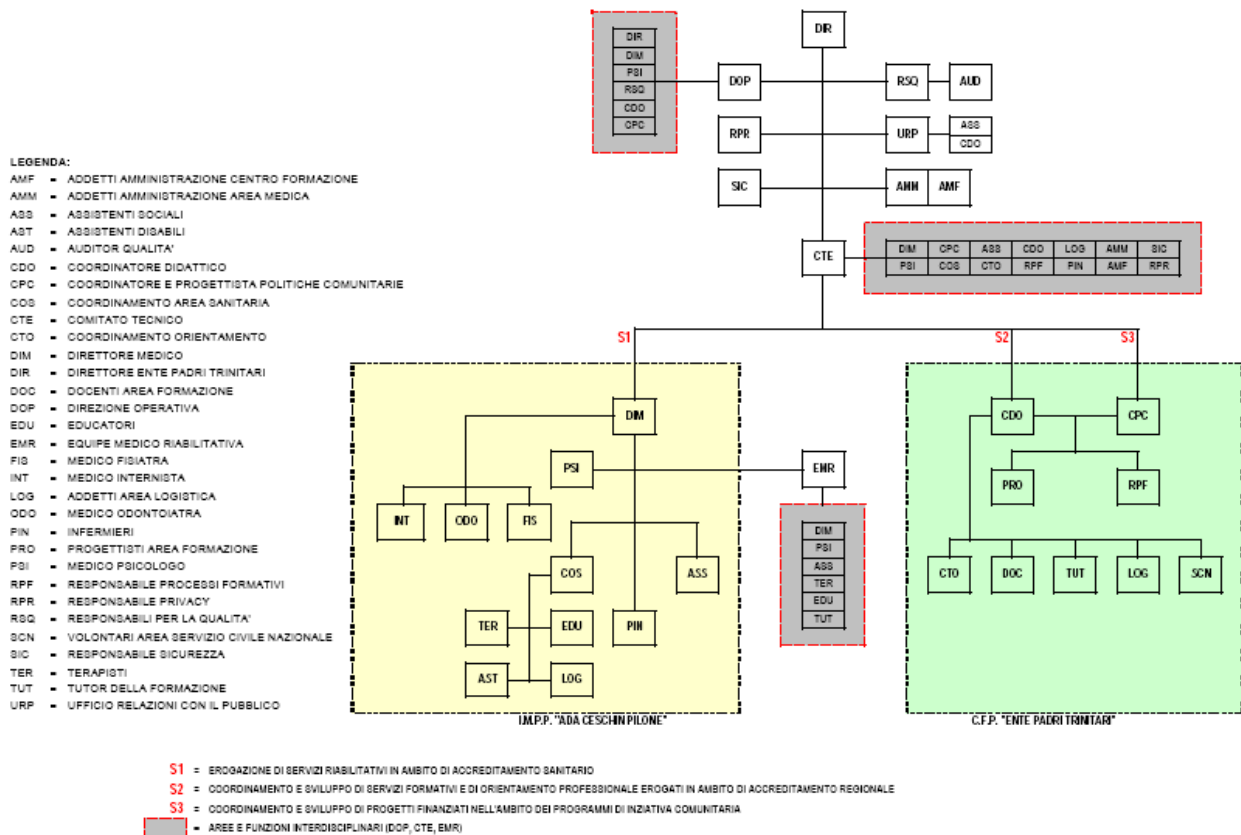 DIR
DIR
DIM
PSI
RSQ
CDO
CPC
DOP
RSQ
AUD
RPR
URP
ASS
CDO
SIC
AMM
AMF
CTE
DIM CPC ASS CDO LOG AMM SIC
PSI COS CTO RPF PIN AMF RPR
LEGENDA:
AMF = ADDETTI AMMINISTRAZIONE CENTRO FORMAZIONE
AMM = ADDETTI AMMINISTRAZIONE AREA MEDICA
ASS = ASSISTENTI SOCIALI
AST = ASSISTENTI DISABILI
AUD = AUDITOR QUALITA'
CDO = COORDINATORE DIDATTICO
CPC = COORDINATORE E PROGETTISTA POLITICHE COMUNITARIE
COS = COORDINAMENTO AREA SANITARIA
CTE = COMITATO TECNICO
CTO = COORDINAMENTO ORIENTAMENTO
DIM = DIRETTORE MEDICO
DIR = DIRETTORE ENTE PADRI TRINITARI
DOC = DOCENTI AREA FORMAZIONE
DOP = DIREZIONE OPERATIVA
EDU = EDUCATORI
EMR = EQUIPE MEDICO RIABILITATIVA
FIS = MEDICO FISIATRA
INT = MEDICO INTERNISTA
LOG = ADDETTI AREA LOGISTICA
ODO = MEDICO ODONTOIATRA
PIN = INFERMIERI
PRO = PROGETTISTI AREA FORMAZIONE
PSI = MEDICO PSICOLOGO
RPF = RESPONSABILE PROCESSI FORMATIVI
RPR = RESPONSABILE PRIVACY
RSQ = RESPONSABILI PER LA QUALITA'
SCN = VOLONTARI AREA SERVIZIO CIVILE NAZIONALE
SIC = RESPONSABILE SICUREZZA
TER = TERAPISTI
TUT = TUTOR DELLA FORMAZIONE
URP = UFFICIO RELAZIONI CON IL PUBBLICO
S1
S2
S3
DIM
PSI
EMR
INT
ODO
FIS
COS
ASS
TER
EDU
PIN
AST
LOG
DIM
PSI
ASS
TER
EDU
TUT
I.M.P.P. "ADA CESCHIN PILONE"
CDO
CPC
PRO
RPF
CTO
DOC
TUT
LOG
SCN
C.F.P. "ENTE PADRI TRINITARI"
S1 = EROGAZIONE DI SERVIZI RIABILITATIVI IN AMBITO DI ACCREDITAMENTO SANITARIO
S2 = COORDINAMENTO E SVILUPPO DI SERVIZI FORMATIVI E DI ORIENTAMENTO PROFESSIONALE EROGATI IN AMBITO DI ACCREDITAMENTO REGIONALE
S3 = COORDINAMENTO E SVILUPPO DI PROGETTI FINANZIATI NELL'AMBITO DEI PROGRAMMI DI INZIATIVA COMUNITARIA
= AREE E FUNZIONI INTERDISCIPLINARI (DOP, CTE, EMR)